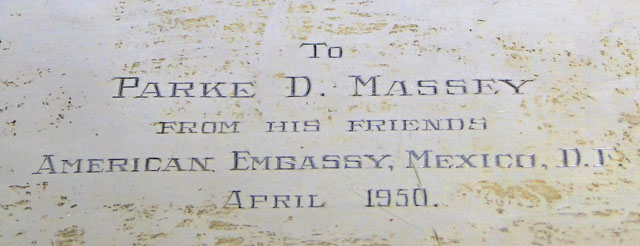 To
Parke D. Massey
from his friends
American Embassy, Mexico, D.F.
April 1950.